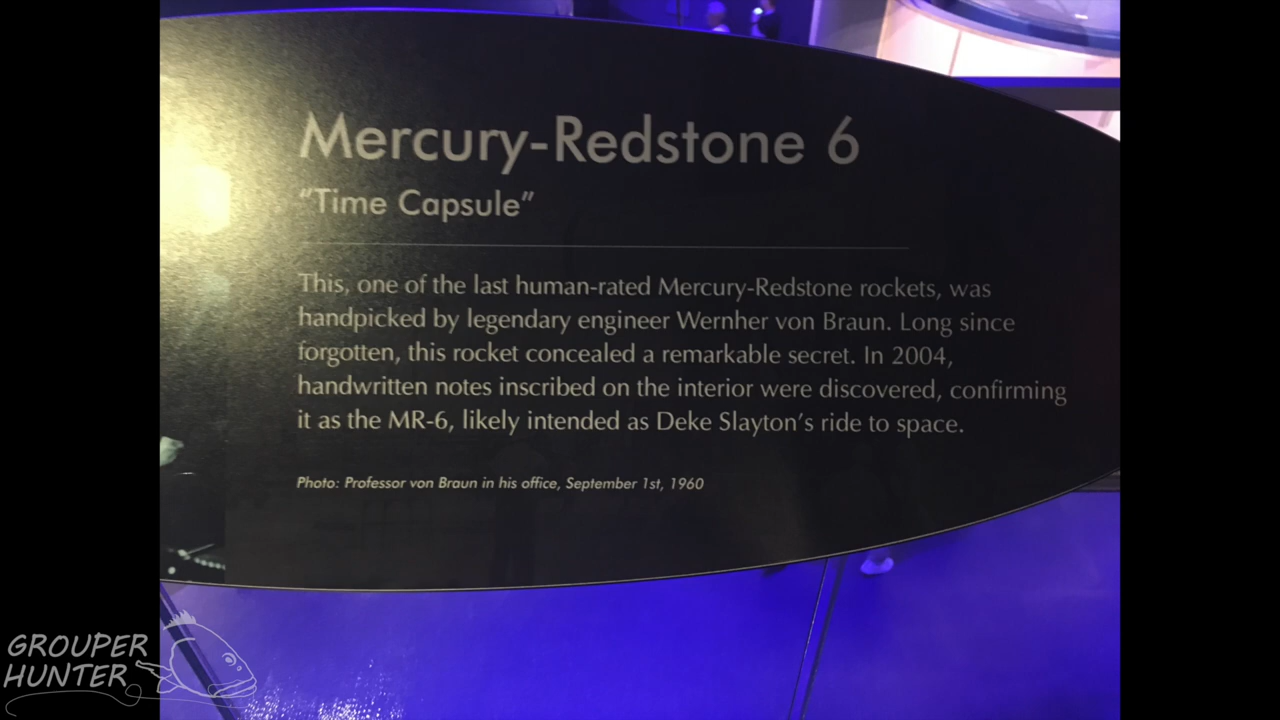 Mercury-Redstone 6
“Time Capsule”
This, one of the last human-rated Mercury-Redstone rockets, was
handpicked by legendary engineer Wernher von Braun. Long since
forgotten, this rocket concealed a remarkable secret. In 2004,
handwritten notes inscribed on the interior were discovered, confirming
it as the MR-6, likely intended as Deke Slayton’s ride to space.
Photo: Professor von Braun in his office, September 1st, 1960
GROUPER
HUNTER